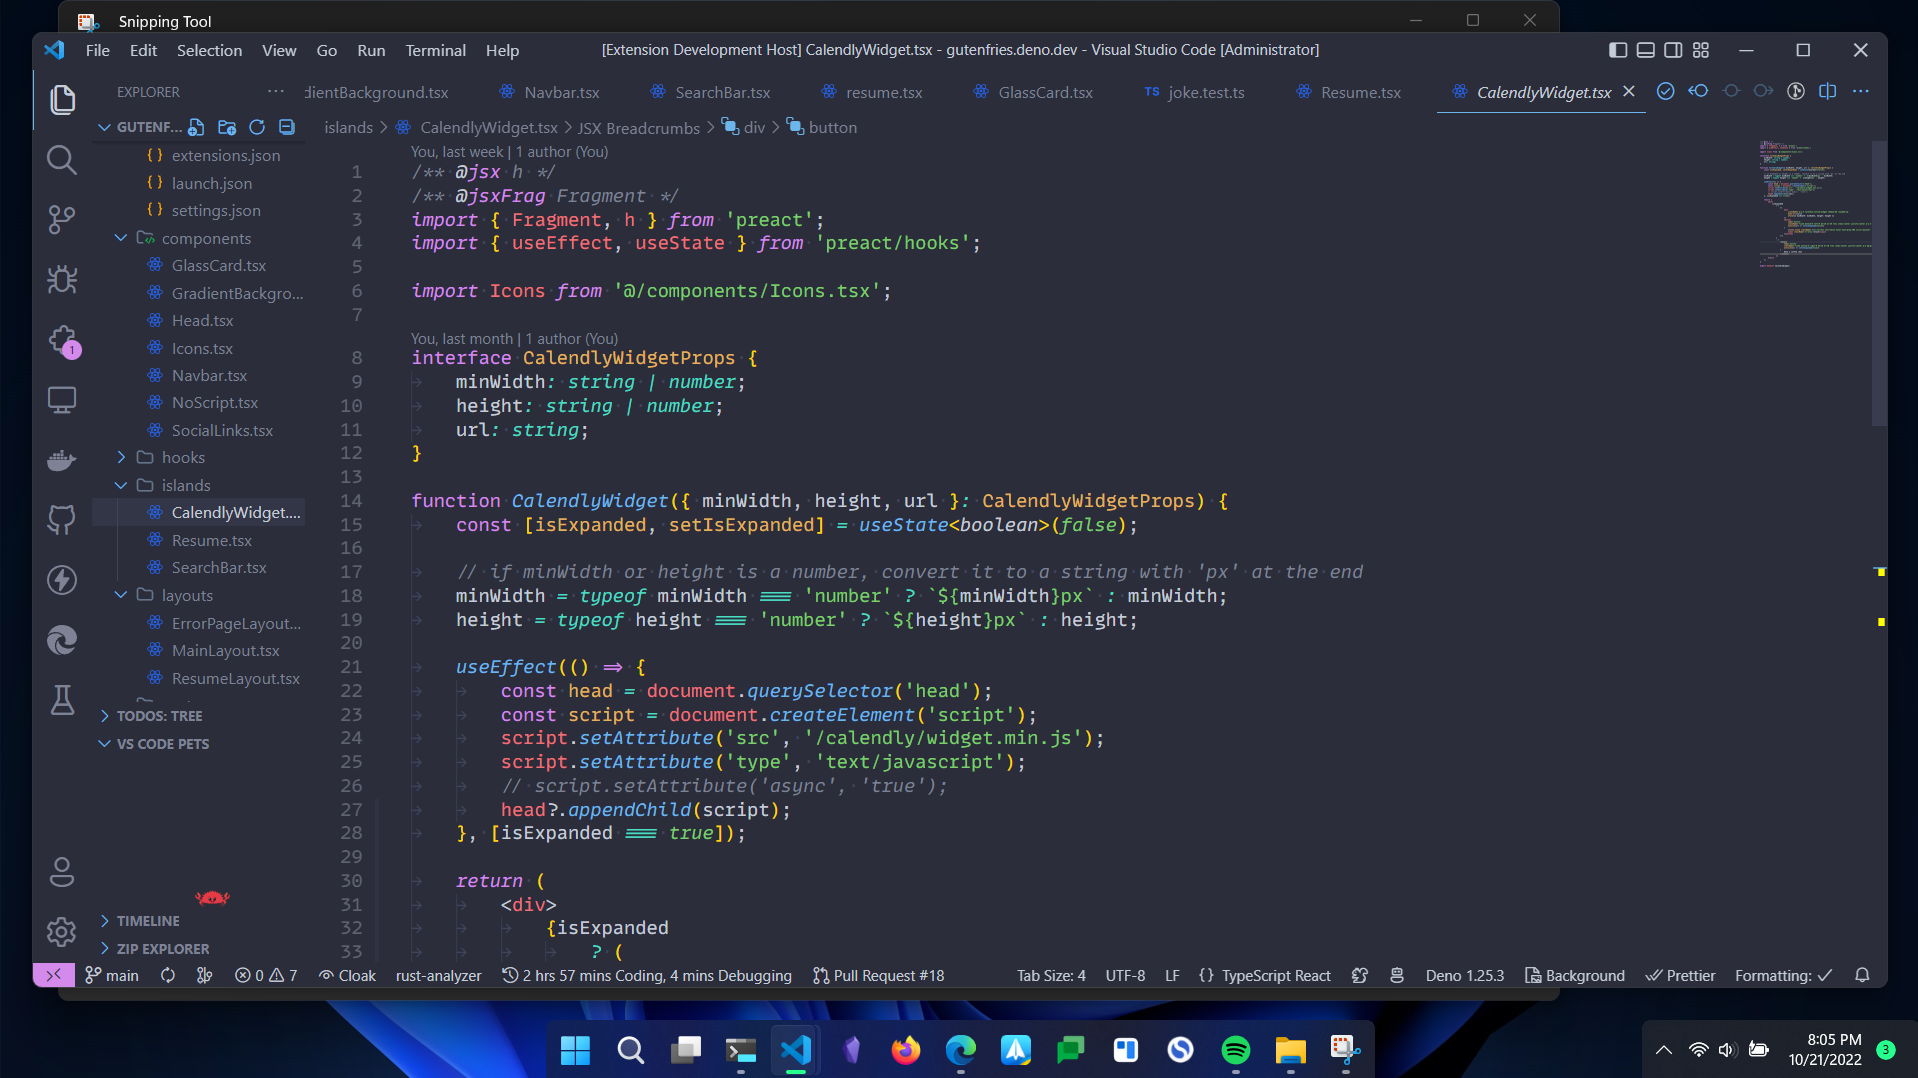 Snipping Tool
File Edit Selection View Go Run Terminal Help
[Extension Development Host] CalendlyWidget.tsx - gutenfries.deno.dev - Visual Studio Code [Administrator]
EXPLORER ···
dientBackground.tsx Navbar.tsx SearchBar.tsx resume.tsx GlassCard.tsx TS joke.test.ts Resume.tsx CalendlyWidget.tsx
GUTENF...
islands > CalendlyWidget.tsx > JSX Breadcrumbs > div > button
{} extensions.json
{} launch.json
{} settings.json
components
GlassCard.tsx
GradientBackgro...
Head.tsx
Icons.tsx
Navbar.tsx
NoScript.tsx
SocialLinks.tsx
hooks
islands
CalendlyWidget....
Resume.tsx
SearchBar.tsx
layouts
ErrorPageLayout...
MainLayout.tsx
ResumeLayout.tsx
TODOS: TREE
VS CODE PETS
TIMELINE
ZIP EXPLORER
1
You, last week | 1 author (You)
1 /** @jsx h */
2 /** @jsxFrag Fragment */
3 import { Fragment, h } from 'preact';
4 import { useEffect, useState } from 'preact/hooks';
5
6 import Icons from '@/components/Icons.tsx';
7
You, last month | 1 author (You)
8 interface CalendlyWidgetProps {
9 minWidth: string | number;
10 height: string | number;
11 url: string;
12 }
13
14 function CalendlyWidget({ minWidth, height, url }: CalendlyWidgetProps) {
15 const [isExpanded, setIsExpanded] = useState<boolean>(false);
16
17 // if minWidth or height is a number, convert it to a string with 'px' at the end
18 minWidth = typeof minWidth === 'number' ? `${minWidth}px` : minWidth;
19 height = typeof height === 'number' ? `${height}px` : height;
20
21 useEffect(() => {
22 const head = document.querySelector('head');
23 const script = document.createElement('script');
24 script.setAttribute('src', '/calendly/widget.min.js');
25 script.setAttribute('type', 'text/javascript');
26 // script.setAttribute('async', 'true');
27 head?.appendChild(script);
28 }, [isExpanded === true]);
29
30 return (
31 <div>
32 {isExpanded
33 ? (
main 0 7 Cloak rust-analyzer 2 hrs 57 mins Coding, 4 mins Debugging Pull Request #18 Tab Size: 4 UTF-8 LF {} TypeScript React Deno 1.25.3 Background Prettier Formatting: ✓
8:05 PM
10/21/2022
3